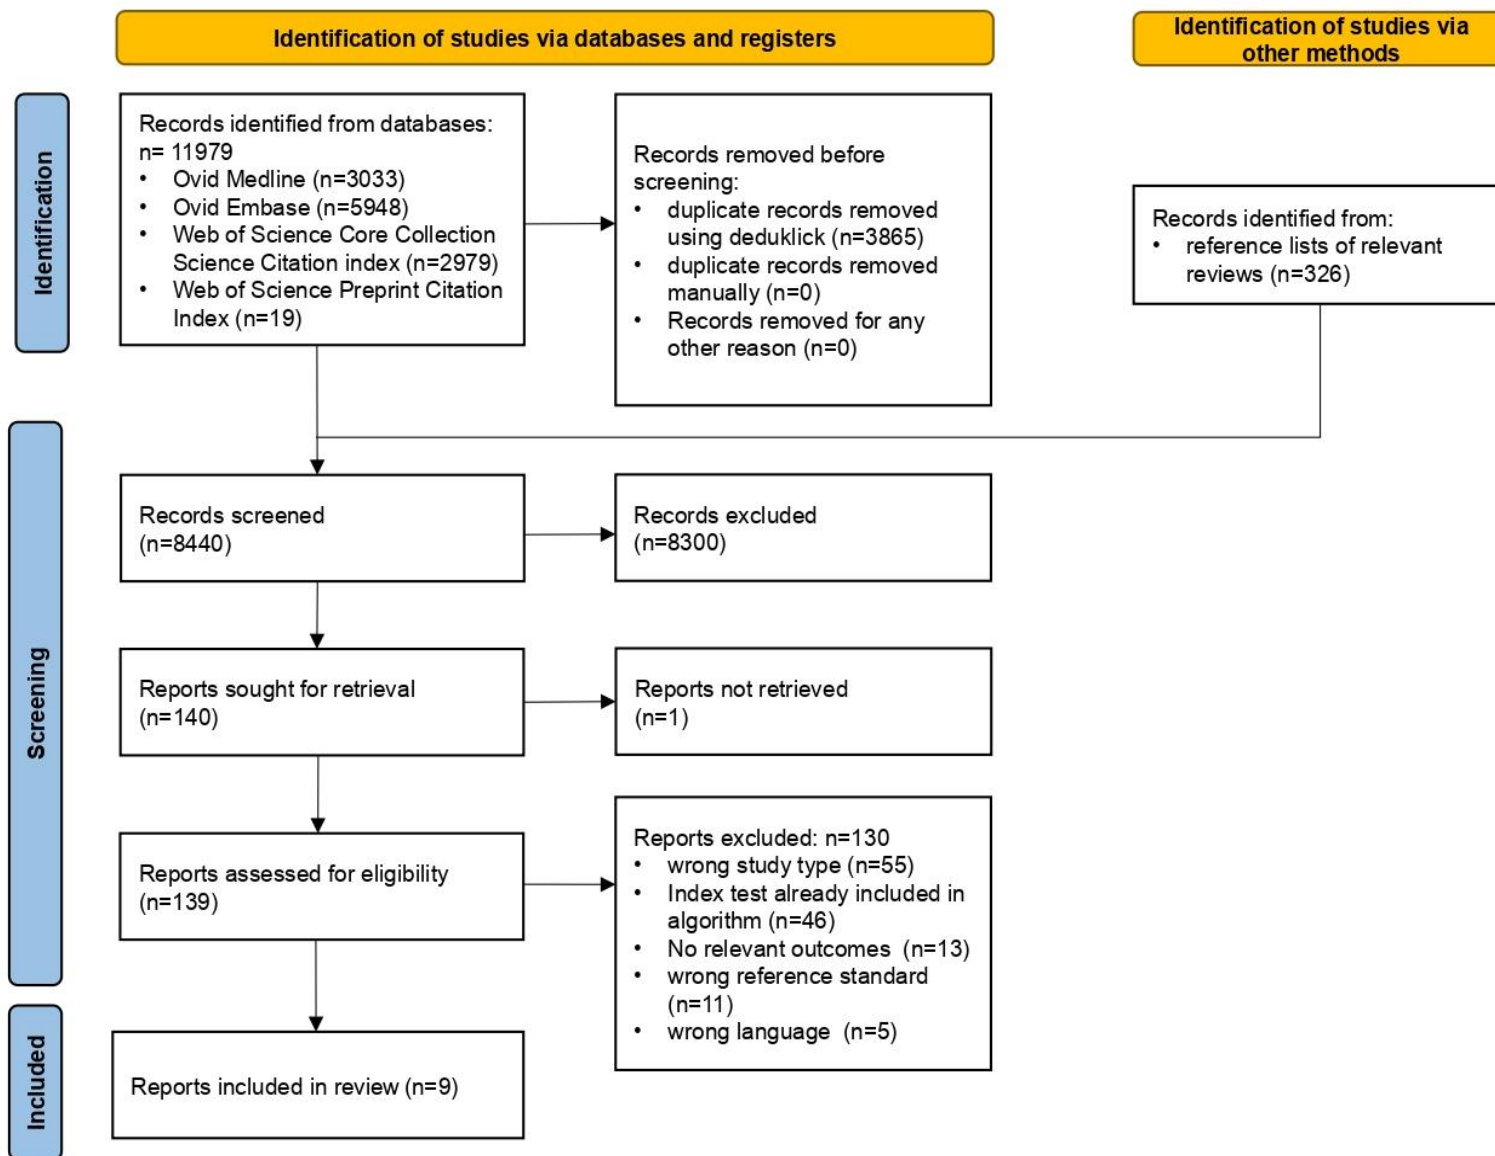 Identification of studies via databases and registers
Identification of studies via
other methods
Identification
Records identified from databases:
n= 11979
• Ovid Medline (n=3033)
• Ovid Embase (n=5948)
• Web of Science Core Collection
Science Citation index (n=2979)
• Web of Science Preprint Citation
Index (n=19)
Records removed before
screening:
• duplicate records removed
using deduklick (n=3865)
• duplicate records removed
manually (n=0)
• Records removed for any
other reason (n=0)
Records identified from:
• reference lists of relevant
reviews (n=326)
Screening
Records screened
(n=8440)
Records excluded
(n=8300)
Reports sought for retrieval
(n=140)
Reports not retrieved
(n=1)
Reports assessed for eligibility
(n=139)
Reports excluded: n=130
• wrong study type (n=55)
• Index test already included in
algorithm (n=46)
• No relevant outcomes (n=13)
• wrong reference standard
(n=11)
• wrong language (n=5)
Included
Reports included in review (n=9)